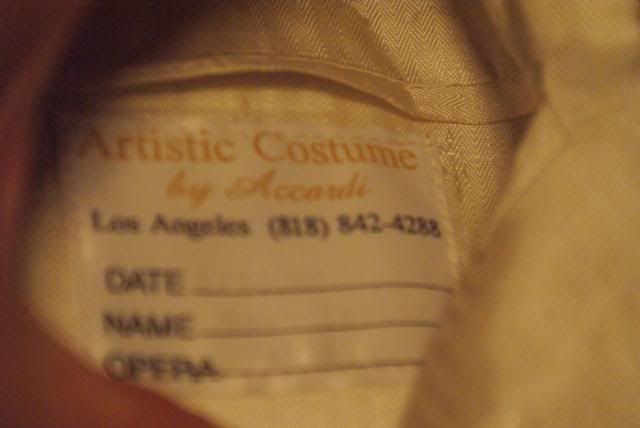 Artistic Costume
by Accardi
Los Angeles (818) 842-4288
DATE
NAME
OPERA